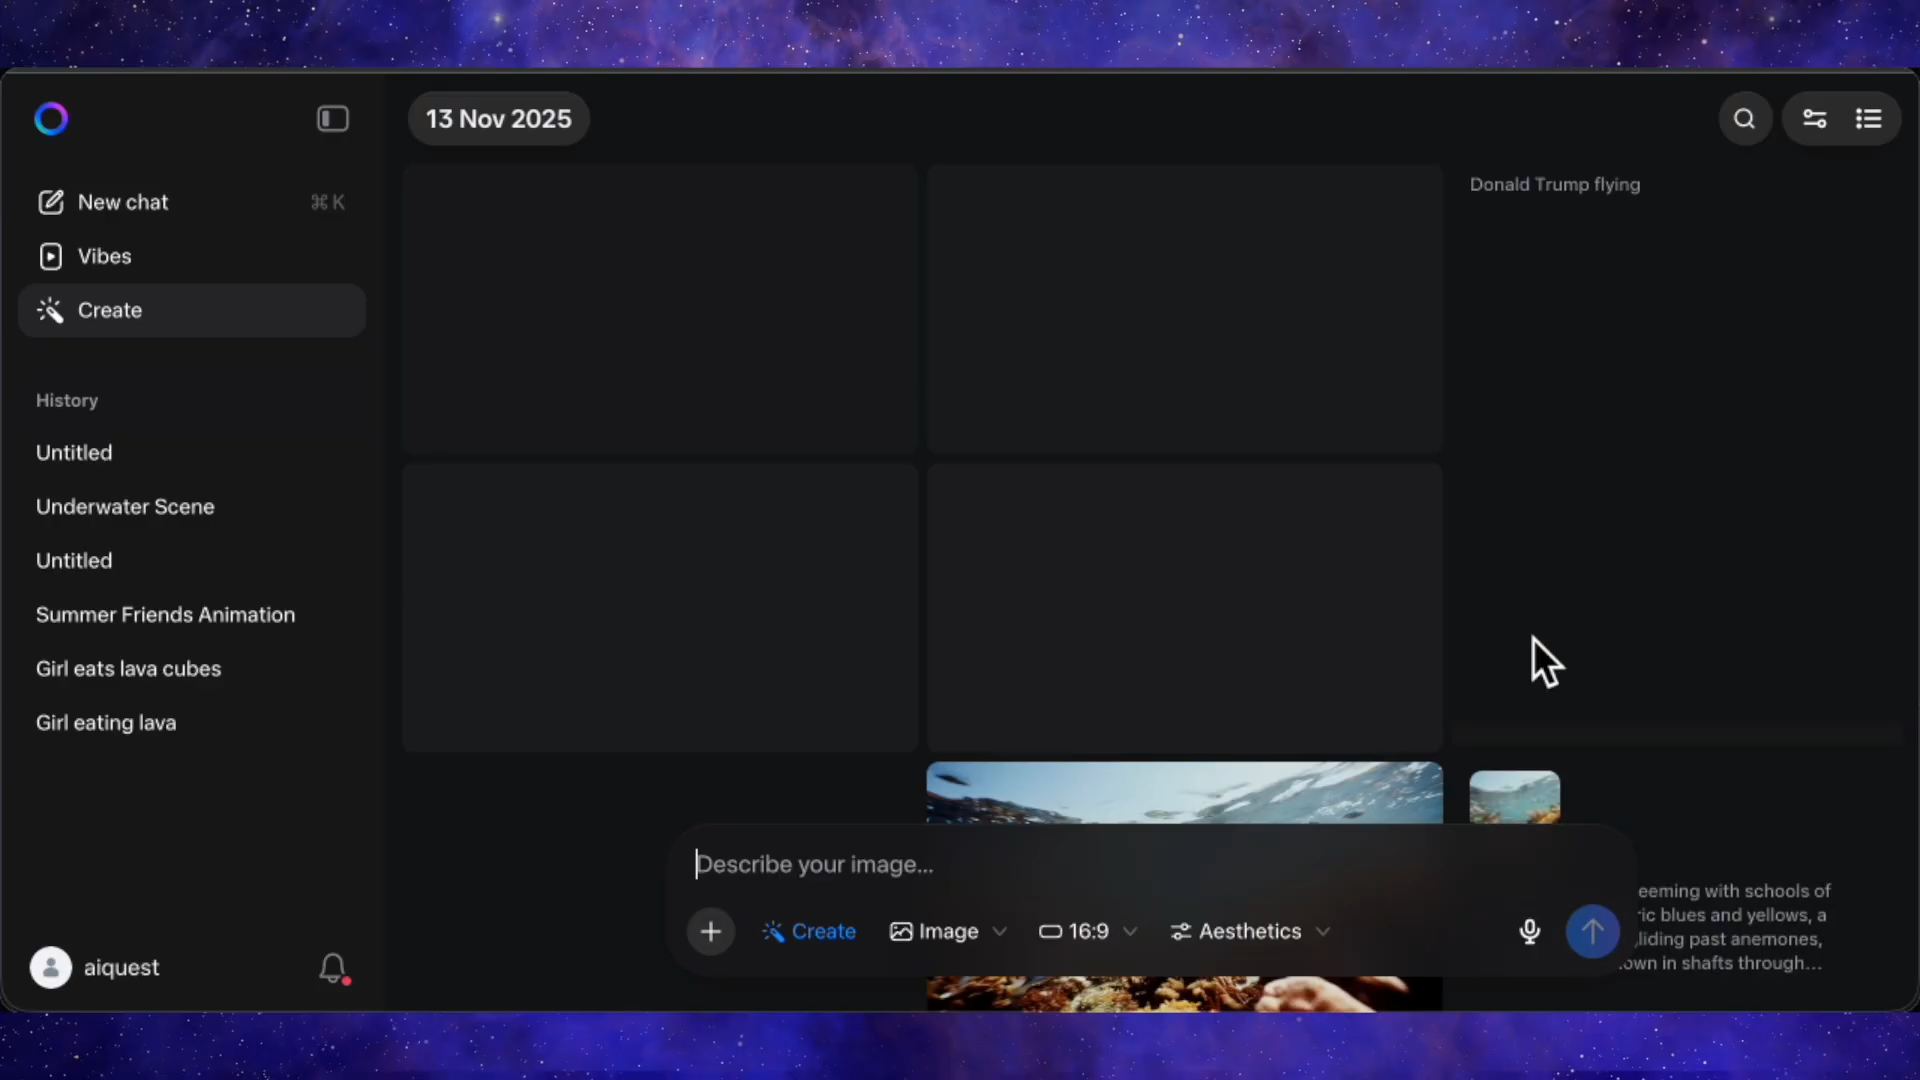 13 Nov 2025
New chat
⌘ K
Vibes
Create
History
Untitled
Underwater Scene
Untitled
Summer Friends Animation
Girl eats lava cubes
Girl eating lava
aiquest
Donald Trump flying
eeming with schools of
ric blues and yellows, a
liding past anemones,
own in shafts through...
Describe your image...
Create
Image
16:9
Aesthetics